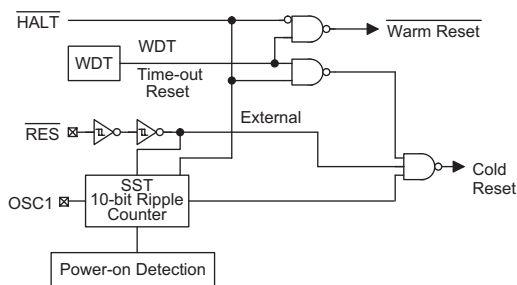 HALT
WDT
Warm Reset
WDT
Time-out
Reset
RES
External
Cold
Reset
SST
10-bit Ripple
Counter
OSC1
Power-on Detection